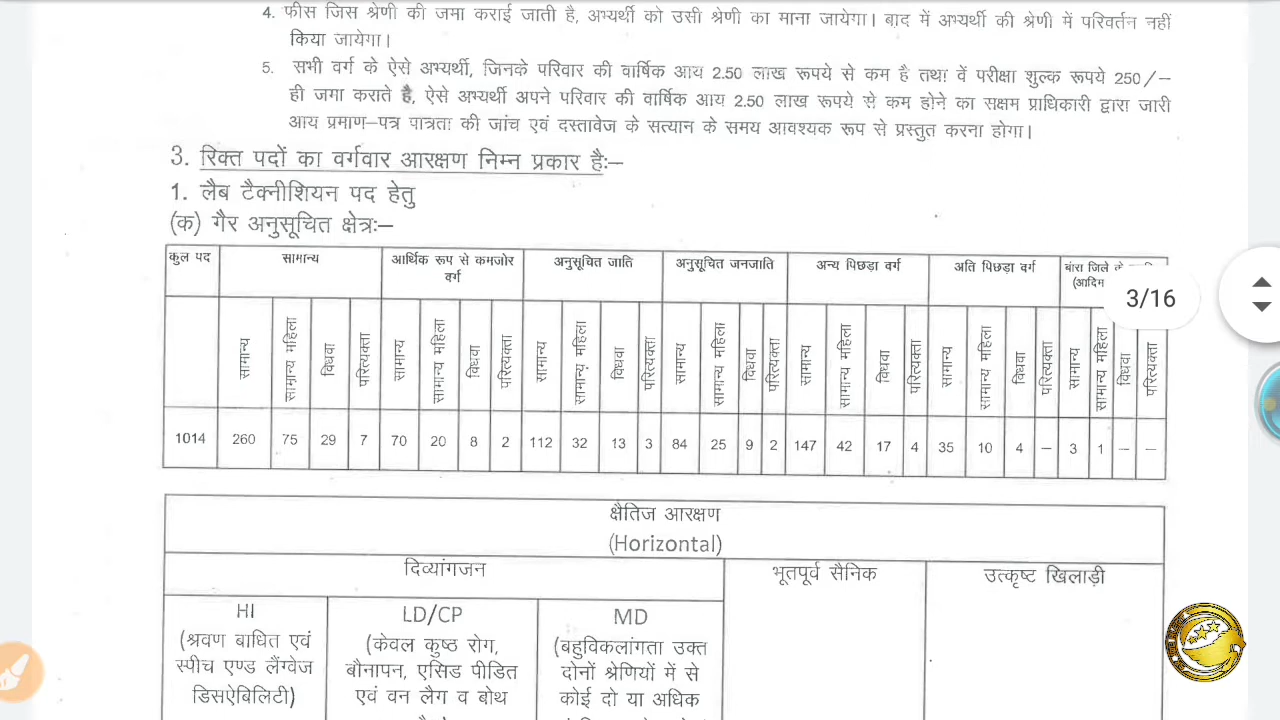 4. फीस जिस श्रेणी की जमा कराई जाती है, अभ्यर्थी को उसी श्रेणी का माना जायेगा। बाद में अभ्यर्थी की श्रेणी में परिवर्तन नहीं
किया जायेगा।
5. सभी वर्ग के ऐसे अभ्यर्थी, जिनके परिवार की वार्षिक आय 2.50 लाख रूपये से कम है तथा वें परीक्षा शुल्क रूपये 250/–
ही जमा कराते है, ऐसे अभ्यर्थी अपने परिवार की वार्षिक आय 2.50 लाख रूपये से कम होने का सक्षम प्राधिकारी द्वारा जारी
आय प्रमाण–पत्र पात्रता की जांच एवं दस्तावेज के सत्यान के समय आवश्यक रूप से प्रस्तुत करना होगा।
3. रिक्त पदों का वर्गवार आरक्षण निम्न प्रकार हैः–
1. लैब टैक्नीशियन पद हेतु
(क) गैर अनुसूचित क्षेत्रः–
कुल पद सामान्य आर्थिक रूप से कमजोर वर्ग अनुसूचित जाति अनुसूचित जनजाति अन्य पिछड़ा वर्ग अति पिछड़ा वर्ग बांरा जिले (आदिम
सामान्य सामान्य महिला विधवा परित्यक्ता सामान्य सामान्य महिला विधवा परित्यक्ता सामान्य सामान्य महिला विधवा परित्यक्ता सामान्य सामान्य महिला विधवा परित्यक्ता सामान्य सामान्य महिला विधवा परित्यक्ता सामान्य सामान्य महिला विधवा परित्यक्ता सामान्य सामान्य महिला विधवा परित्यक्ता
1014 260 75 29 7 70 20 8 2 112 32 13 3 84 25 9 2 147 42 17 4 35 10 4 – 3 1 – –
3/16
क्षैतिज आरक्षण
(Horizontal)
दिव्यांगजन भूतपूर्व सैनिक उत्कृष्ट खिलाड़ी
HI LD/CP MD
(श्रवण बाधित एवं (केवल कुष्ठ रोग, (बहुविकलांगता उक्त
स्पीच एण्ड लैंग्वेज बौनापन, एसिड पीडित दोनों श्रेणियों में से
डिसऐबिलिटी) एवं वन लैग व बोथ कोई दो या अधिक